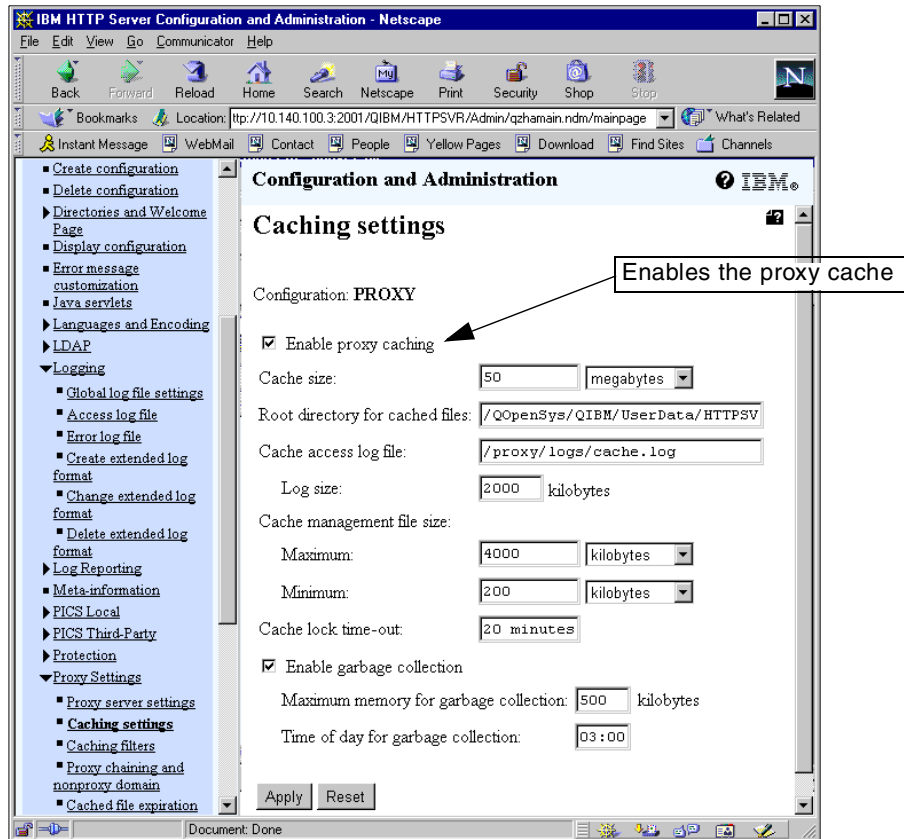 IBM HTTP Server Configuration and Administration - Netscape
File Edit View Go Communicator Help
Back Forward Reload Home Search Netscape Print Security Shop Stop
My
N
Bookmarks Location: ttp://10.140.100.3:2001/QIBM/HTTPSVR/Admin/qzhamain.ndm/mainpage What's Related
Instant Message WebMail Contact People Yellow Pages Download Find Sites Channels
Create configuration
Delete configuration
Directories and Welcome
Page
Display configuration
Error message
customization
Java servlets
Languages and Encoding
LDAP
Logging
Global log file settings
Access log file
Error log file
Create extended log
format
Change extended log
format
Delete extended log
format
Log Reporting
Meta-information
PICS Local
PICS Third-Party
Protection
Proxy Settings
Proxy server settings
Caching settings
Caching filters
Proxy chaining and
nonproxy domain
Cached file expiration
Configuration and Administration
? IBM®
Caching settings
Enables the proxy cache
Configuration: PROXY
Enable proxy caching
Cache size: 50 megabytes
Root directory for cached files: /QOpenSys/QIBM/UserData/HTTPSV
Cache access log file: /proxy/logs/cache.log
Log size: 2000 kilobytes
Cache management file size:
Maximum: 4000 kilobytes
Minimum: 200 kilobytes
Cache lock time-out: 20 minutes
Enable garbage collection
Maximum memory for garbage collection: 500 kilobytes
Time of day for garbage collection: 03:00
Apply Reset
Document: Done